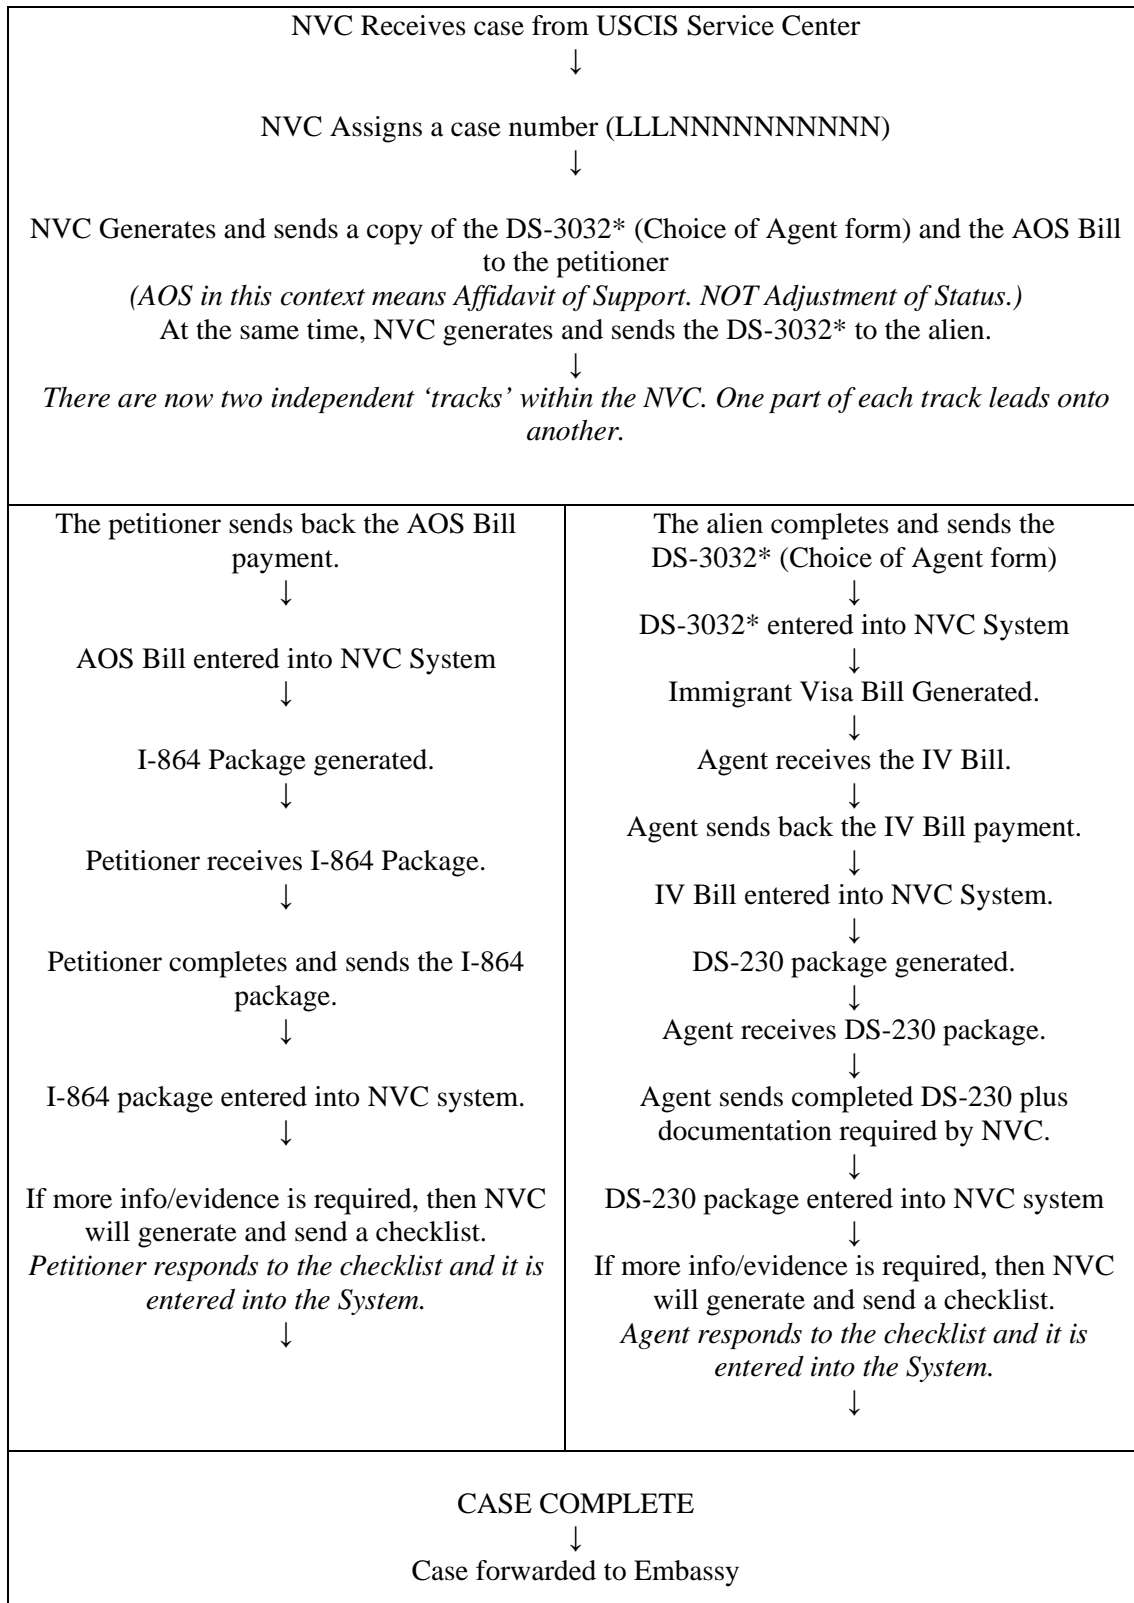 NVC Receives case from USCIS Service Center
↓
NVC Assigns a case number (LLLNNNNNNNNNN)
↓
NVC Generates and sends a copy of the DS-3032* (Choice of Agent form) and the AOS Bill
to the petitioner
(AOS in this context means Affidavit of Support. NOT Adjustment of Status.)
At the same time, NVC generates and sends the DS-3032* to the alien.
↓
There are now two independent ‘tracks’ within the NVC. One part of each track leads onto
another.
The petitioner sends back the AOS Bill
payment.
↓
AOS Bill entered into NVC System
↓
I-864 Package generated.
↓
Petitioner receives I-864 Package.
↓
Petitioner completes and sends the I-864
package.
↓
I-864 package entered into NVC system.
↓
If more info/evidence is required, then NVC
will generate and send a checklist.
Petitioner responds to the checklist and it is
entered into the System.
↓
The alien completes and sends the
DS-3032* (Choice of Agent form)
↓
DS-3032* entered into NVC System
↓
Immigrant Visa Bill Generated.
↓
Agent receives the IV Bill.
↓
Agent sends back the IV Bill payment.
↓
IV Bill entered into NVC System.
↓
DS-230 package generated.
↓
Agent receives DS-230 package.
↓
Agent sends completed DS-230 plus
documentation required by NVC.
↓
DS-230 package entered into NVC system
↓
If more info/evidence is required, then NVC
will generate and send a checklist.
Agent responds to the checklist and it is
entered into the System.
↓
CASE COMPLETE
↓
Case forwarded to Embassy